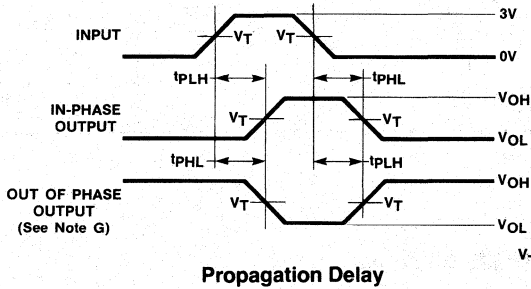 3V
INPUT
VT VT
0V
tPLH tPHL
VOH
IN-PHASE
OUTPUT
VT VT
VOL
tPHL tPLH
VOH
OUT OF PHASE
OUTPUT
(See Note G)
VT VT
VOL
V-
Propagation Delay